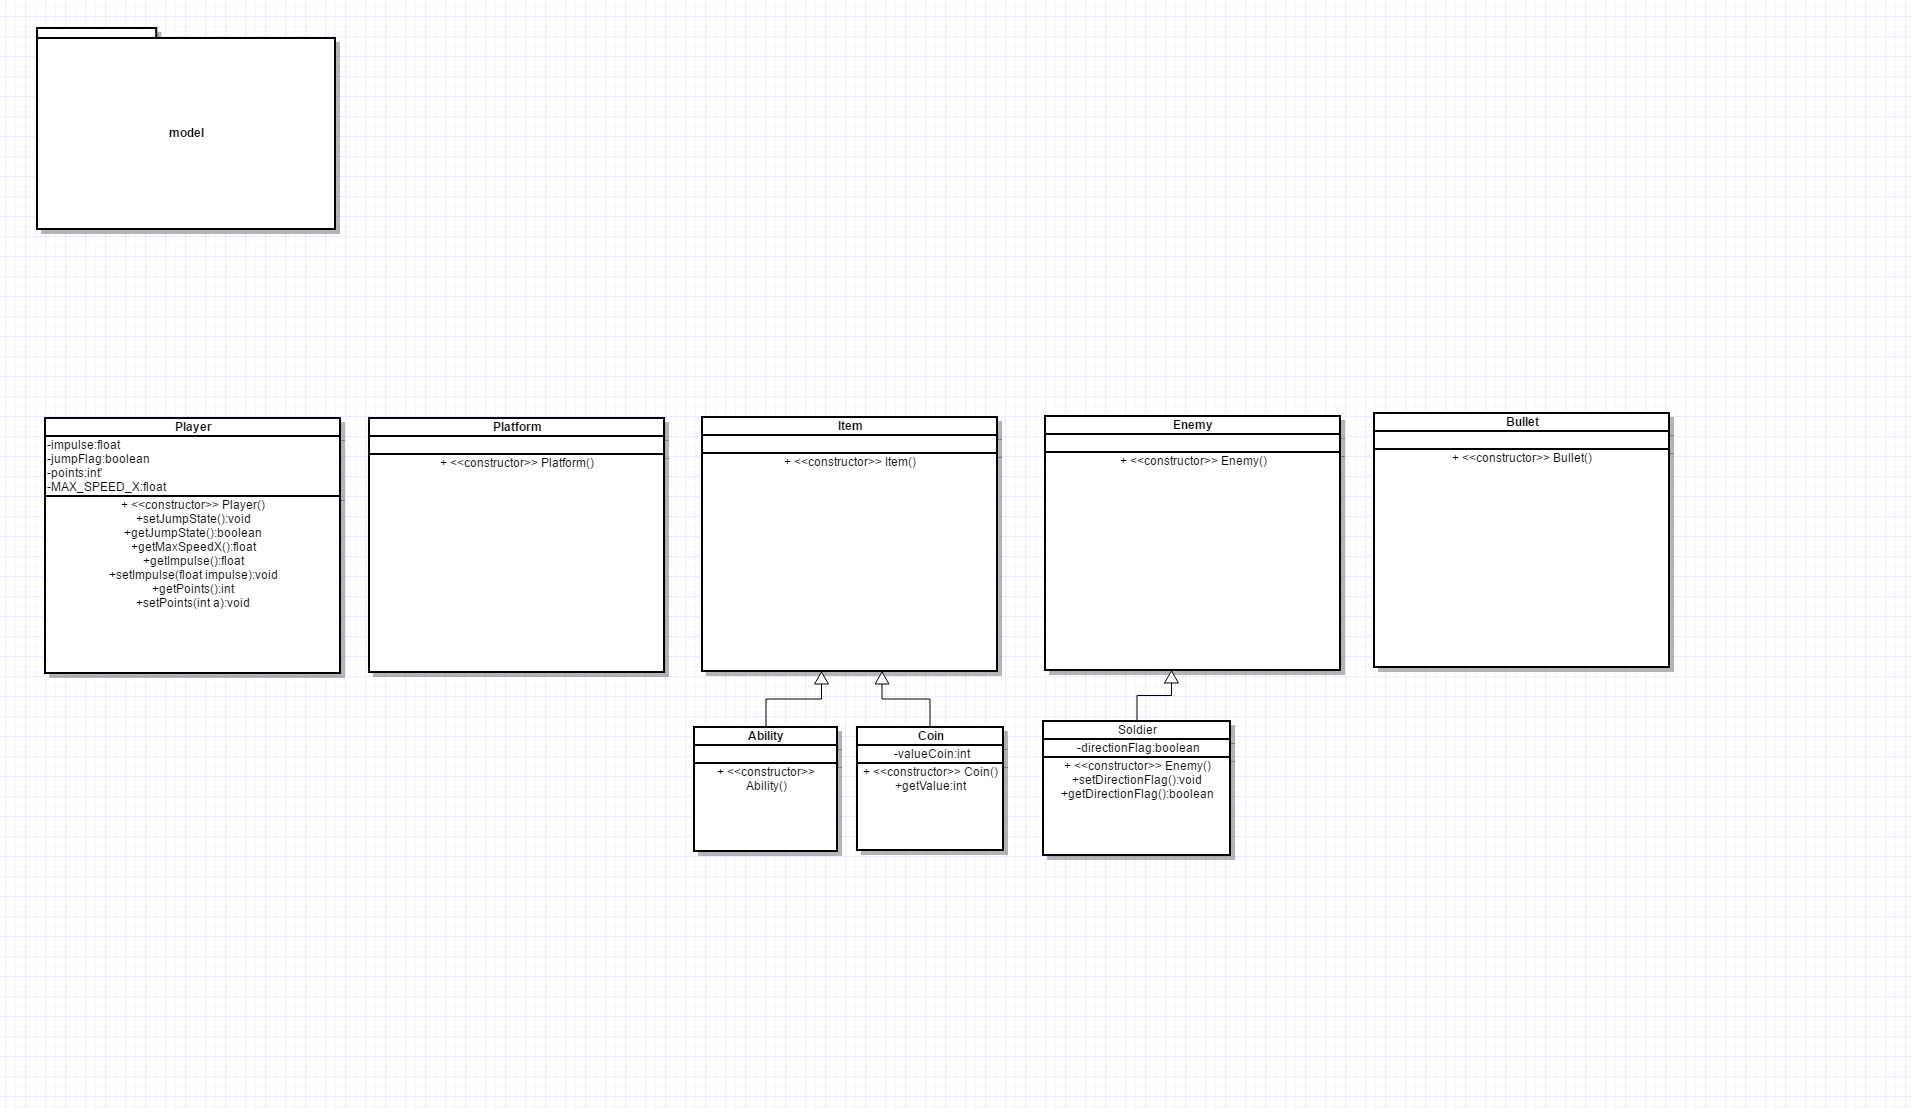 model
Player
-impulse:float
-jumpFlag:boolean
-points:int'
-MAX_SPEED_X:float
+ <<constructor>> Player()
+setJumpState():void
+getJumpState():boolean
+getMaxSpeedX():float
+getImpulse():float
+setImpulse(float impulse):void
+getPoints():int
+setPoints(int a):void
Platform
+ <<constructor>> Platform()
Item
+ <<constructor>> Item()
Enemy
+ <<constructor>> Enemy()
Bullet
+ <<constructor>> Bullet()
Ability
+ <<constructor>>
Ability()
Coin
-valueCoin:int
+ <<constructor>> Coin()
+getValue:int
Soldier
-directionFlag:boolean
+ <<constructor>> Enemy()
+setDirectionFlag():void
+getDirectionFlag():boolean